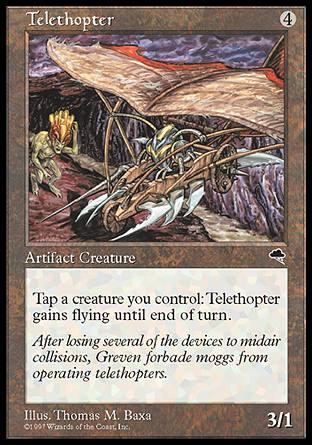 Telethopter 4
Artifact Creature
Tap a creature you control: Telethopter
gains flying until end of turn.
After losing several of the devices to midair
collisions, Greven forbade moggs from
operating telethopters.
Illus. Thomas M. Baxa
©1997 Wizards of the Coast, Inc.
3/1